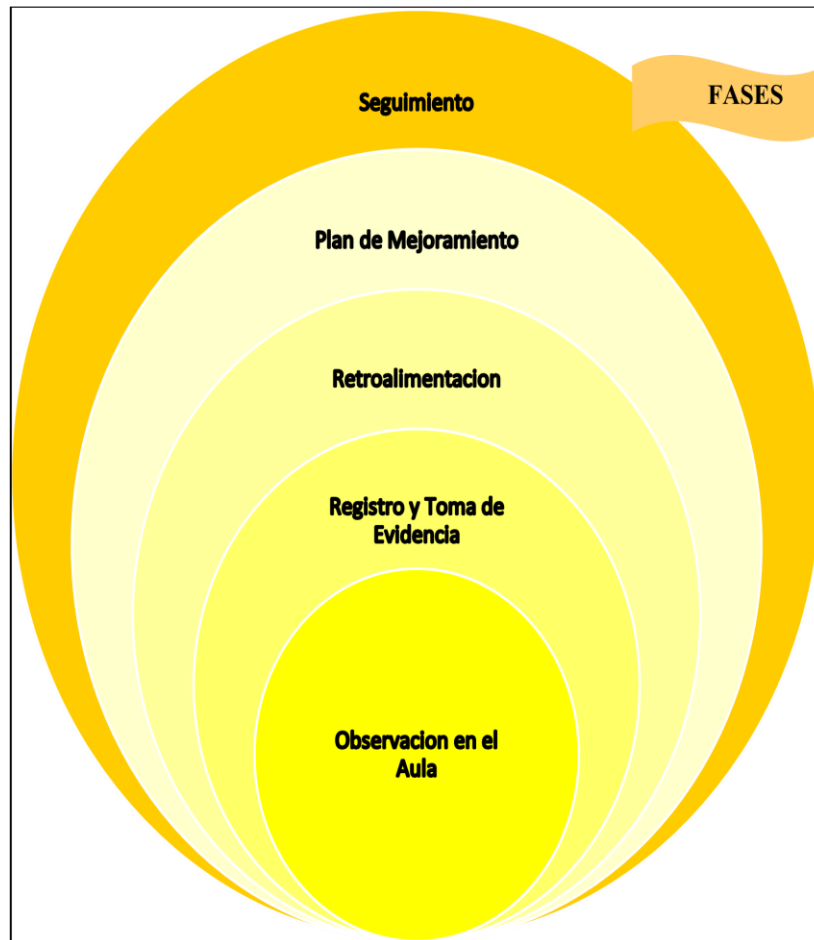 FASES
Seguimiento
Plan de Mejoramiento
Retroalimentacion
Registro y Toma de
Evidencia
Observacion en el
Aula